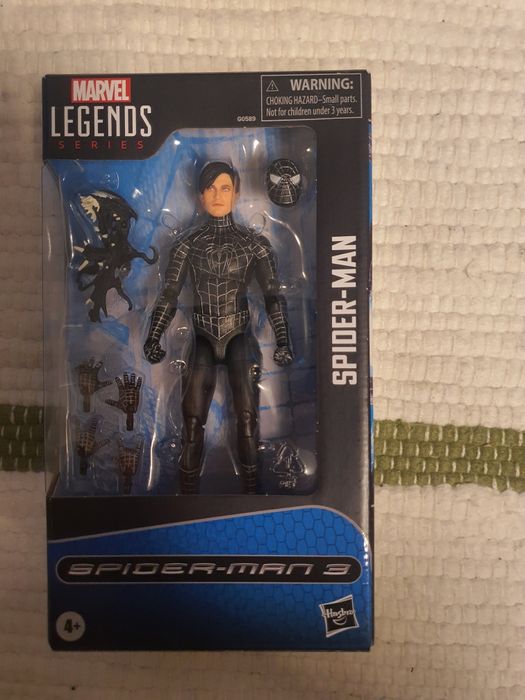 MARVEL
LEGENDS
SERIES
G0589
⚠ WARNING:
CHOKING HAZARD–Small parts.
Not for children under 3 years.
SPIDER-MAN
SPIDER-MAN 3
4+
Hasbro